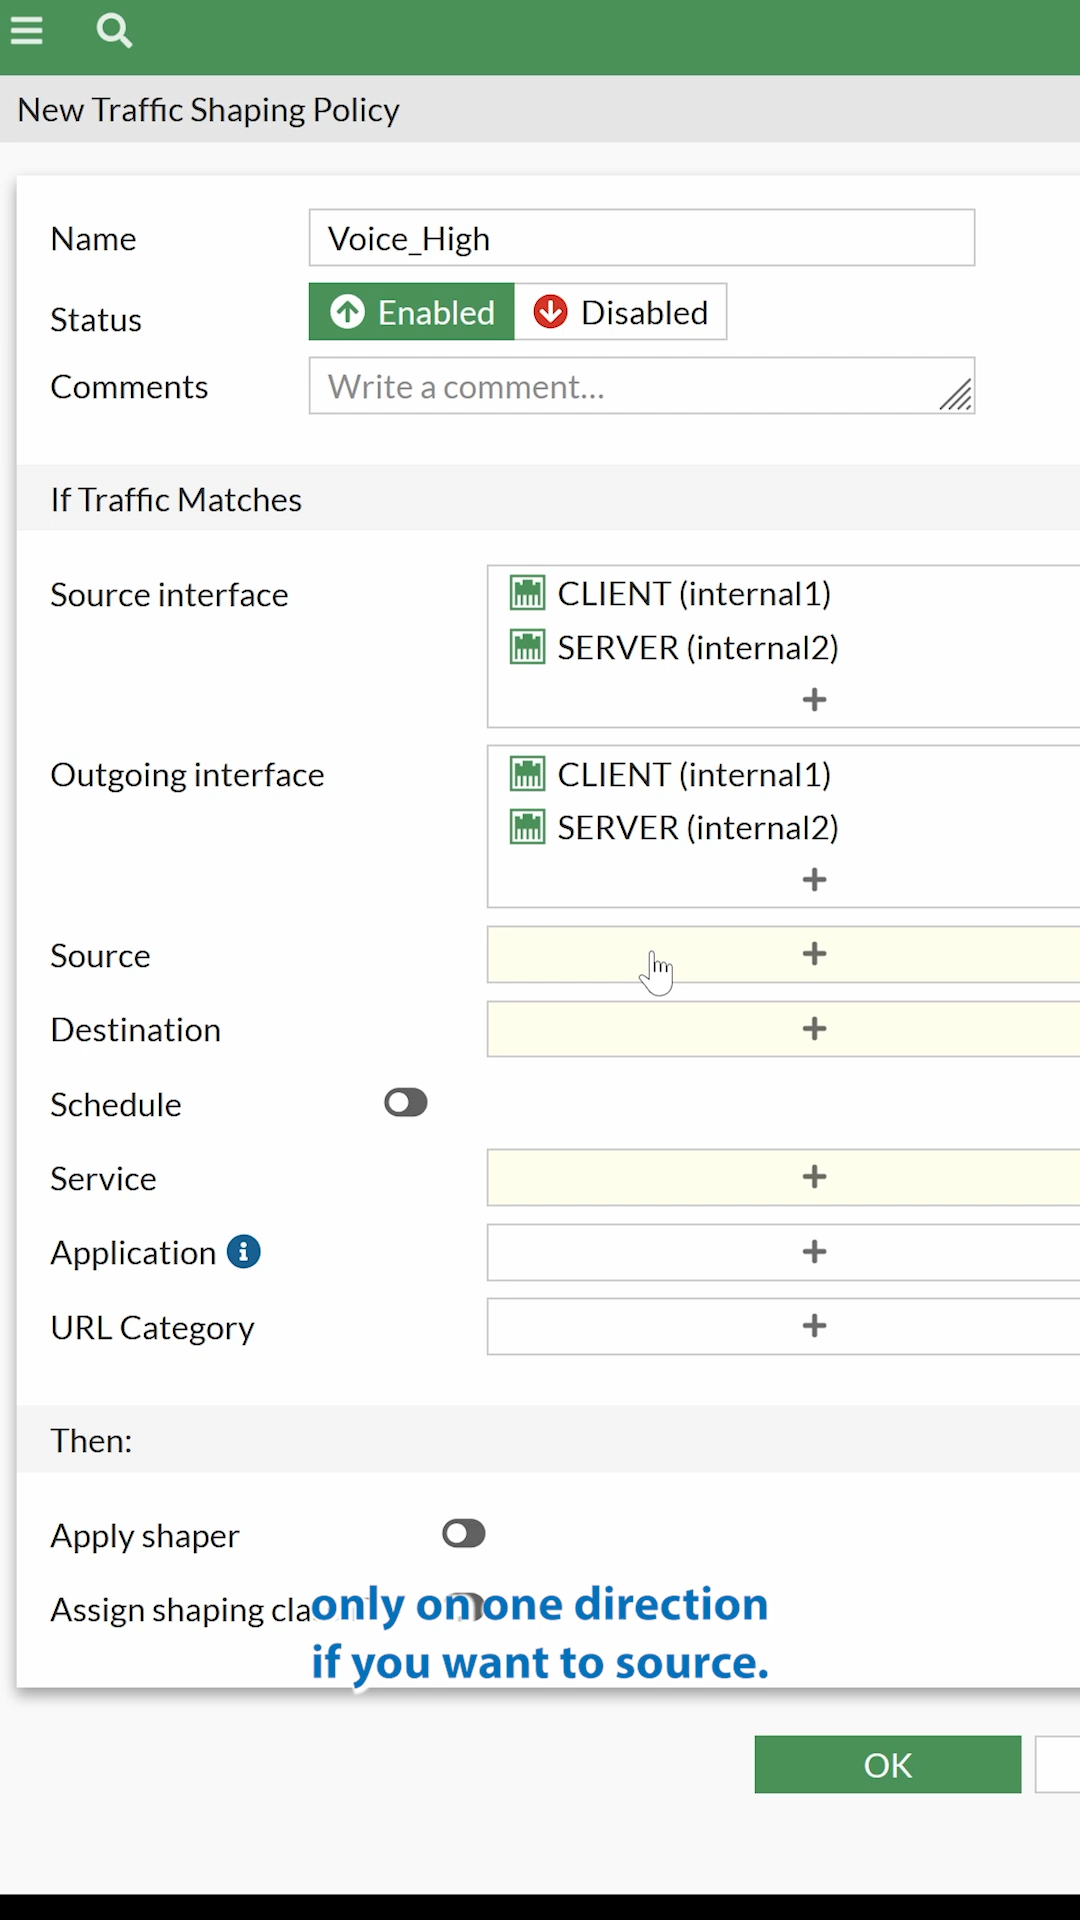 New Traffic Shaping Policy
Name
Voice_High
Status
Enabled
Disabled
Comments
Write a comment...
If Traffic Matches
Source interface
CLIENT (internal1)
SERVER (internal2)
Outgoing interface
CLIENT (internal1)
SERVER (internal2)
Source
Destination
Schedule
Service
Application
URL Category
Then:
Apply shaper
Assign shaping
only on one direction
if you want to source.
OK